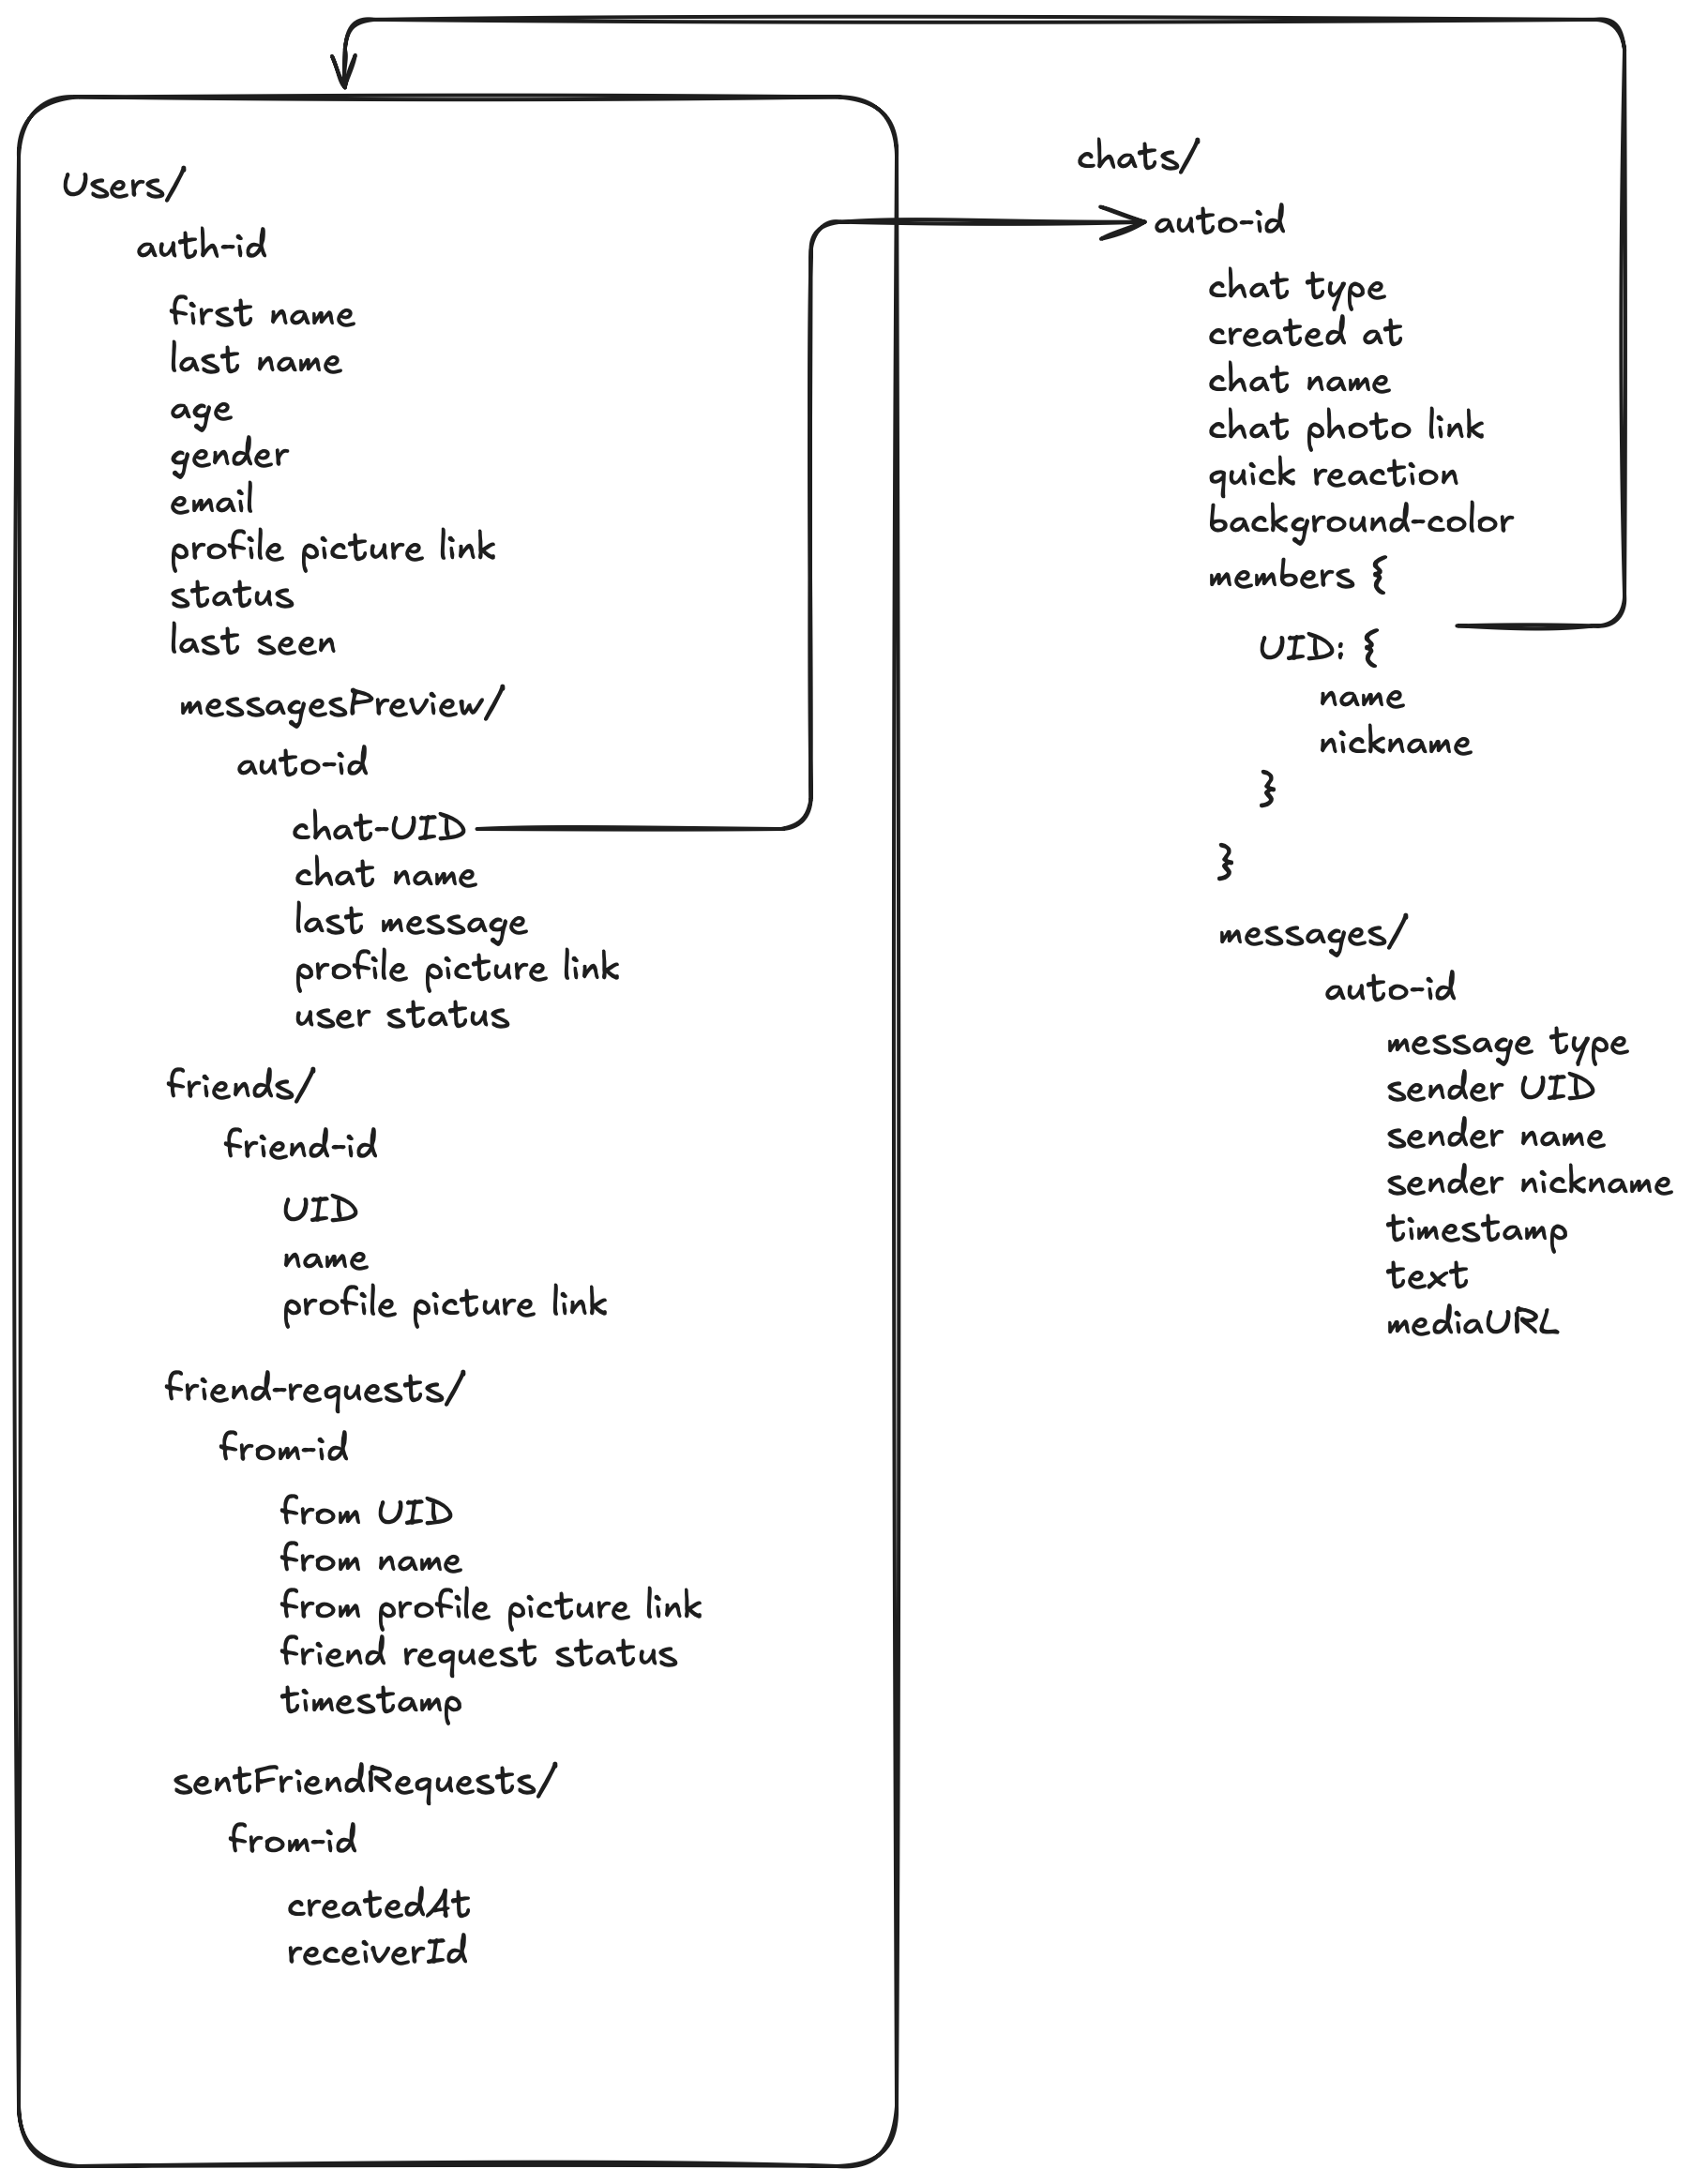 Users/
auth-id
first name
last name
age
gender
email
profile picture link
status
last seen
messagesPreview/
auto-id
chat-UID
chat name
last message
profile picture link
user status
friends/
friend-id
UID
name
profile picture link
friend-requests/
from-id
from UID
from name
from profile picture link
friend request status
timestamp
sentFriendRequests/
from-id
createdAt
receiverId
chats/
auto-id
chat type
created at
chat name
chat photo link
quick reaction
background-color
members {
UID: {
name
nickname
}
}
messages/
auto-id
message type
sender UID
sender name
sender nickname
timestamp
text
mediaURL